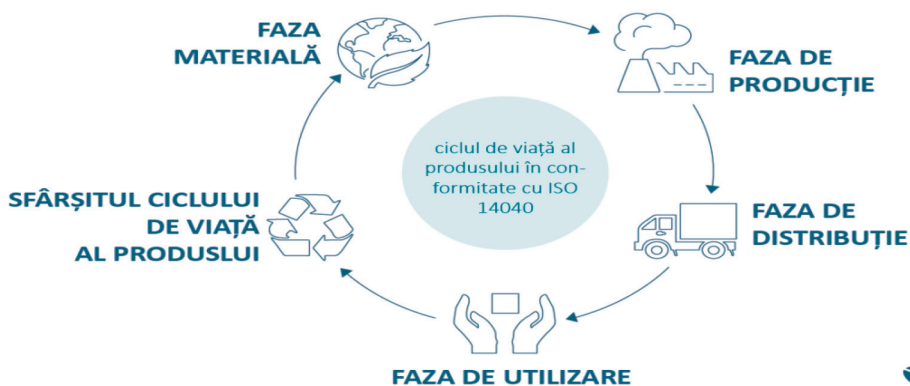 FAZA
MATERIALĂ
FAZA DE
PRODUCȚIE
ciclul de viață al
produsului în con-
formitate cu ISO
14040
FAZA DE
DISTRIBUȚIE
SFÂRȘITUL CICLULUI
DE VIAȚĂ
AL PRODUSLUI
FAZA DE UTILIZARE